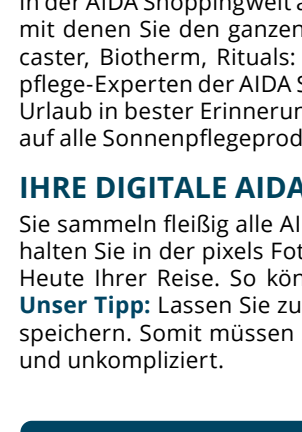 In der AIDA Shoppingwelt a
mit denen Sie den ganzen
caster, Biotherm, Rituals:
pflege-Experten der AIDA S
Urlaub in bester Erinnerun
auf alle Sonnenpflegeprod
IHRE DIGITALE AIDA
Sie sammeln fleißig alle AI
halten Sie in der pixels Fot
Heute Ihrer Reise. So kön
Unser Tipp: Lassen Sie zu
speichern. Somit müssen
und unkompliziert.